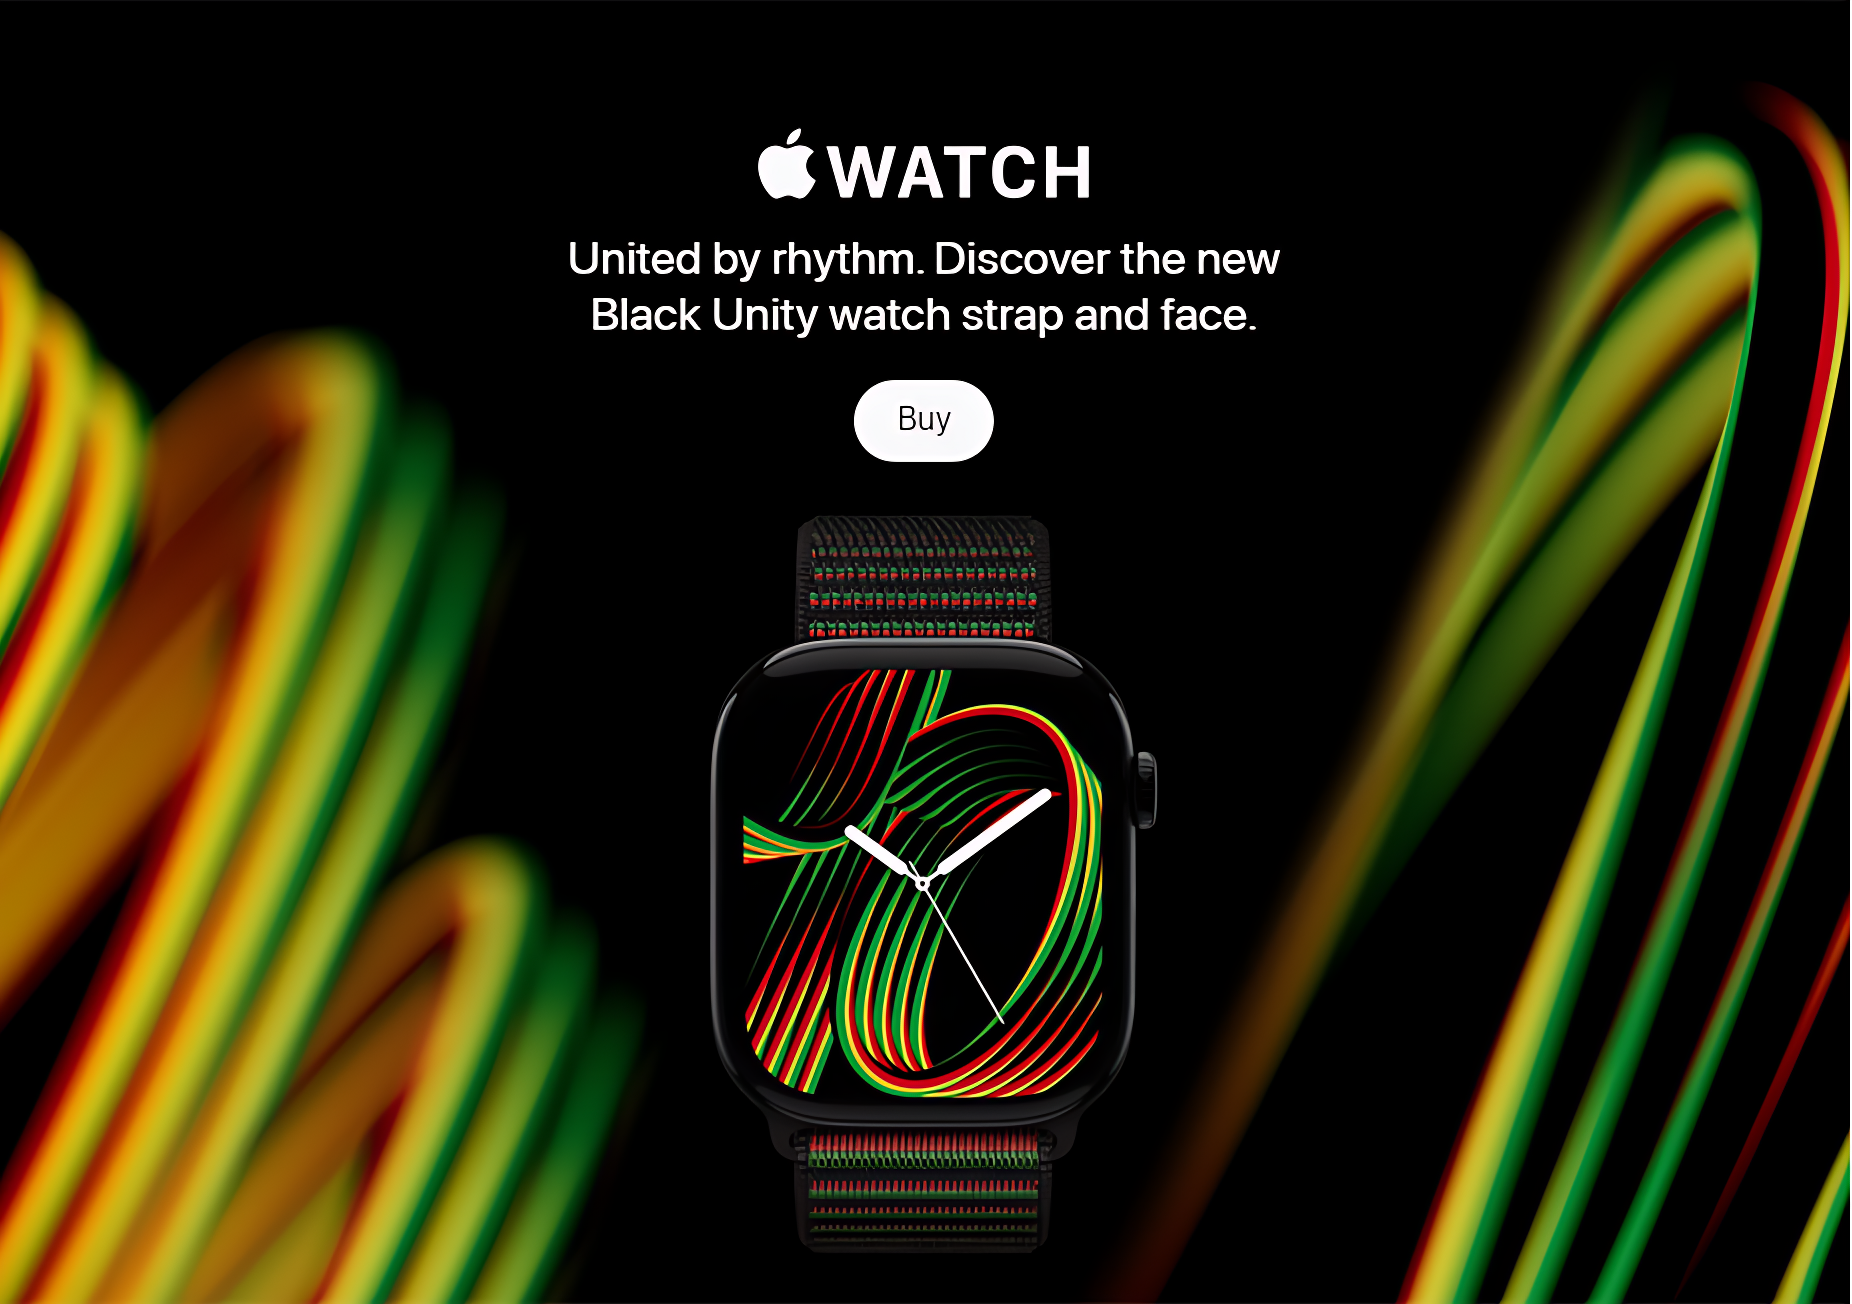 WATCH
United by rhythm. Discover the new
Black Unity watch strap and face.
Buy